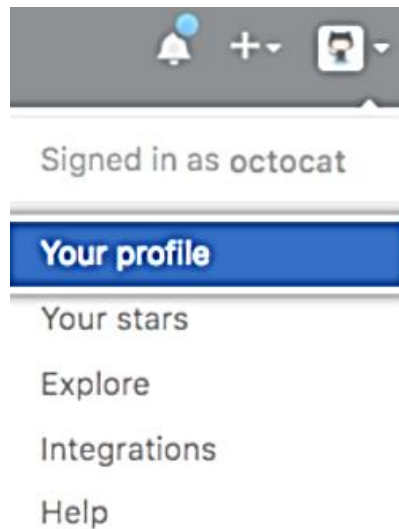 Signed in as octocat
Your profile
Your stars
Explore
Integrations
Help